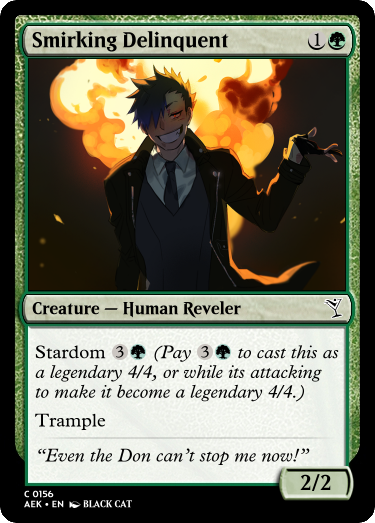 Smirking Delinquent 1
Creature — Human Reveler
Stardom 3 (Pay 3 to cast this as
a legendary 4/4, or while its attacking
to make it become a legendary 4/4.)
Trample
“Even the Don can’t stop me now!”
2/2
C 0156
AEK • EN BLACK CAT